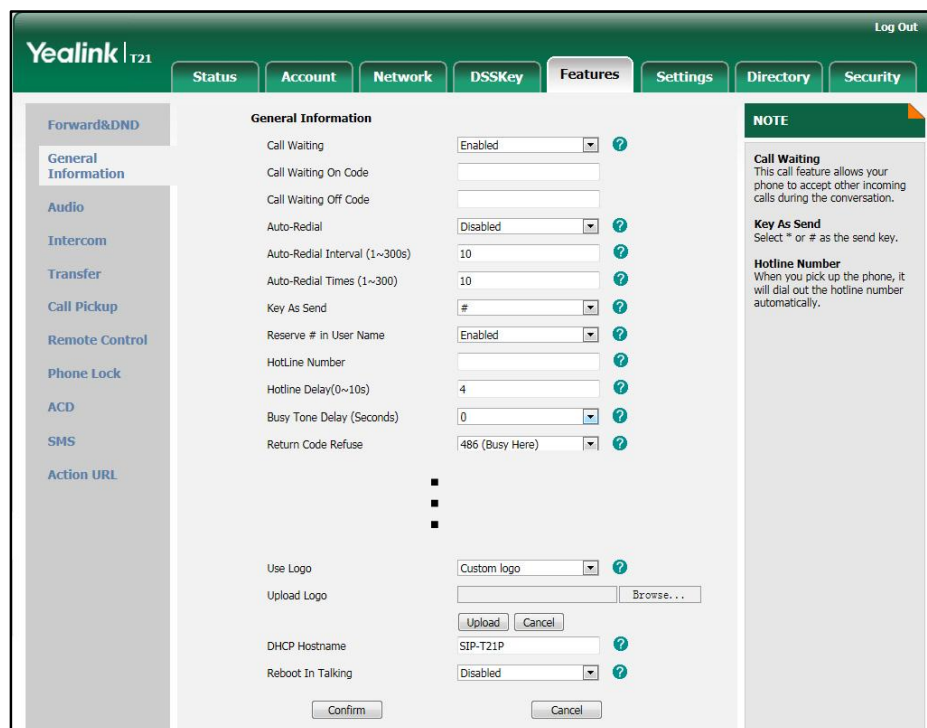 Log Out
Yealink | T21
Status Account Network DSSKey Features Settings Directory Security
Forward&DND
General
Information
Audio
Intercom
Transfer
Call Pickup
Remote Control
Phone Lock
ACD
SMS
Action URL
General Information
Call Waiting Enabled
Call Waiting On Code
Call Waiting Off Code
Auto-Redial Disabled
Auto-Redial Interval (1~300s) 10
Auto-Redial Times (1~300) 10
Key As Send #
Reserve # in User Name Enabled
HotLine Number
Hotline Delay(0~10s) 4
Busy Tone Delay (Seconds) 0
Return Code Refuse 486 (Busy Here)
Use Logo Custom logo
Upload Logo Browse...
Upload Cancel
DHCP Hostname SIP-T21P
Reboot In Talking Disabled
Confirm Cancel
NOTE
Call Waiting
This call feature allows your
phone to accept other incoming
calls during the conversation.
Key As Send
Select * or # as the send key.
Hotline Number
When you pick up the phone, it
will dial out the hotline number
automatically.